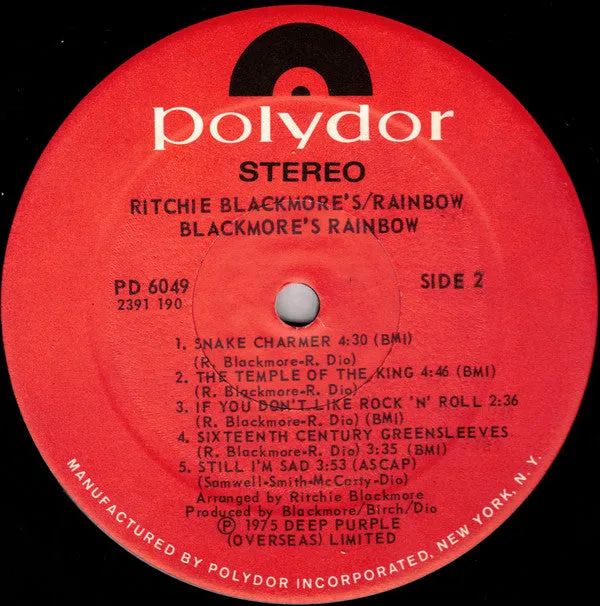 polydor
STEREO
RITCHIE BLACKMORE'S/RAINBOW
BLACKMORE'S RAINBOW
PD 6049
2391 190
SIDE 2
1. SNAKE CHARMER 4:30 (BMI)
(R. Blackmore-R. Dio)
2. THE TEMPLE OF THE KING 4:46 (BMI)
(R. Blackmore-R. Dio)
3. IF YOU DON'T LIKE ROCK 'N' ROLL 2:36
(R. Blackmore-R. Dio) (BMI)
4. SIXTEENTH CENTURY GREENSLEEVES
(R. Blackmore-R. Dio) 3:35 (BMI)
5. STILL I'M SAD 3:53 (ASCAP)
(Samwell-Smith-McCarty-Dio)
Arranged by Ritchie Blackmore
Produced by Blackmore/Birch/Dio
Ⓟ 1975 DEEP PURPLE
(OVERSEAS) LIMITED
MANUFACTURED BY POLYDOR INCORPORATED, NEW YORK, N.Y.